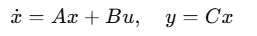 ẋ = Ax + Bu, y = Cx